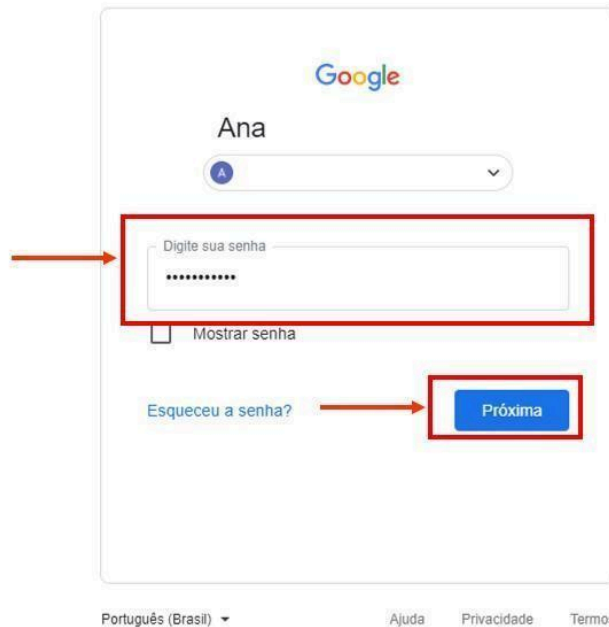 Google
Ana
A
Digite sua senha
•••••••••••
Mostrar senha
Esqueceu a senha? Próxima
Português (Brasil) Ajuda Privacidade Termo